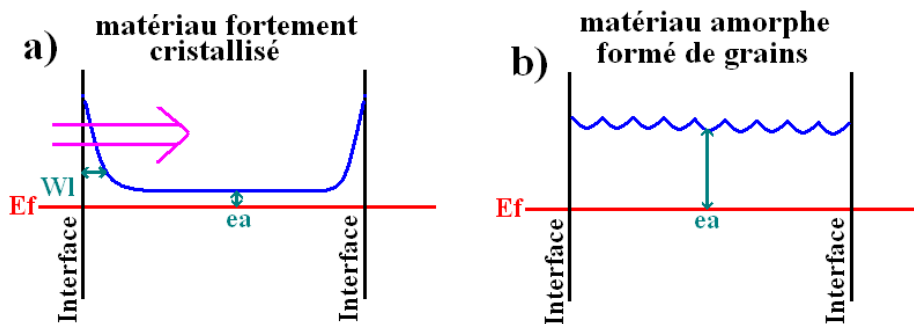 a)
matériau fortement
cristallisé
Wl
Ef
ea
Interface
Interface
b)
matériau amorphe
formé de grains
Ef
ea
Interface
Interface